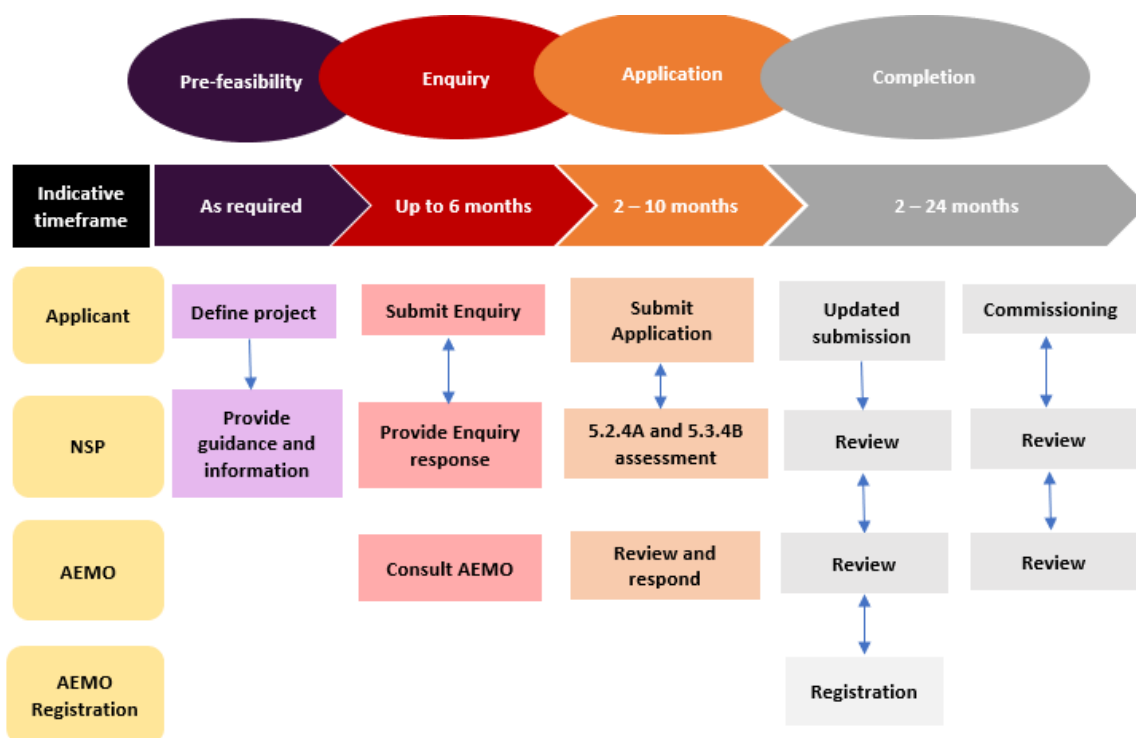 Pre-feasibility
Enquiry
Application
Completion
Indicative
timeframe
As required
Up to 6 months
2 – 10 months
2 – 24 months
Applicant
Define project
Submit Enquiry
Submit
Application
Updated
submission
Commissioning
NSP
Provide
guidance and
information
Provide Enquiry
response
5.2.4A and 5.3.4B
assessment
Review
Review
AEMO
Consult AEMO
Review and
respond
Review
Review
AEMO
Registration
Registration